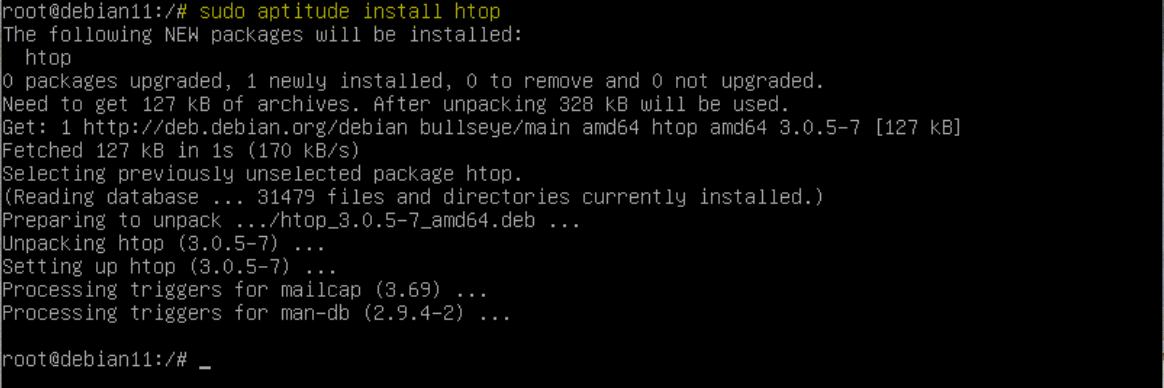 root@debian11:/# sudo aptitude install htop
The following NEW packages will be installed:
  htop
0 packages upgraded, 1 newly installed, 0 to remove and 0 not upgraded.
Need to get 127 kB of archives. After unpacking 328 kB will be used.
Get: 1 http://deb.debian.org/debian bullseye/main amd64 htop amd64 3.0.5-7 [127 kB]
Fetched 127 kB in 1s (170 kB/s)
Selecting previously unselected package htop.
(Reading database ... 31479 files and directories currently installed.)
Preparing to unpack .../htop_3.0.5-7_amd64.deb ...
Unpacking htop (3.0.5-7) ...
Setting up htop (3.0.5-7) ...
Processing triggers for mailcap (3.69) ...
Processing triggers for man-db (2.9.4-2) ...
root@debian11:/# _